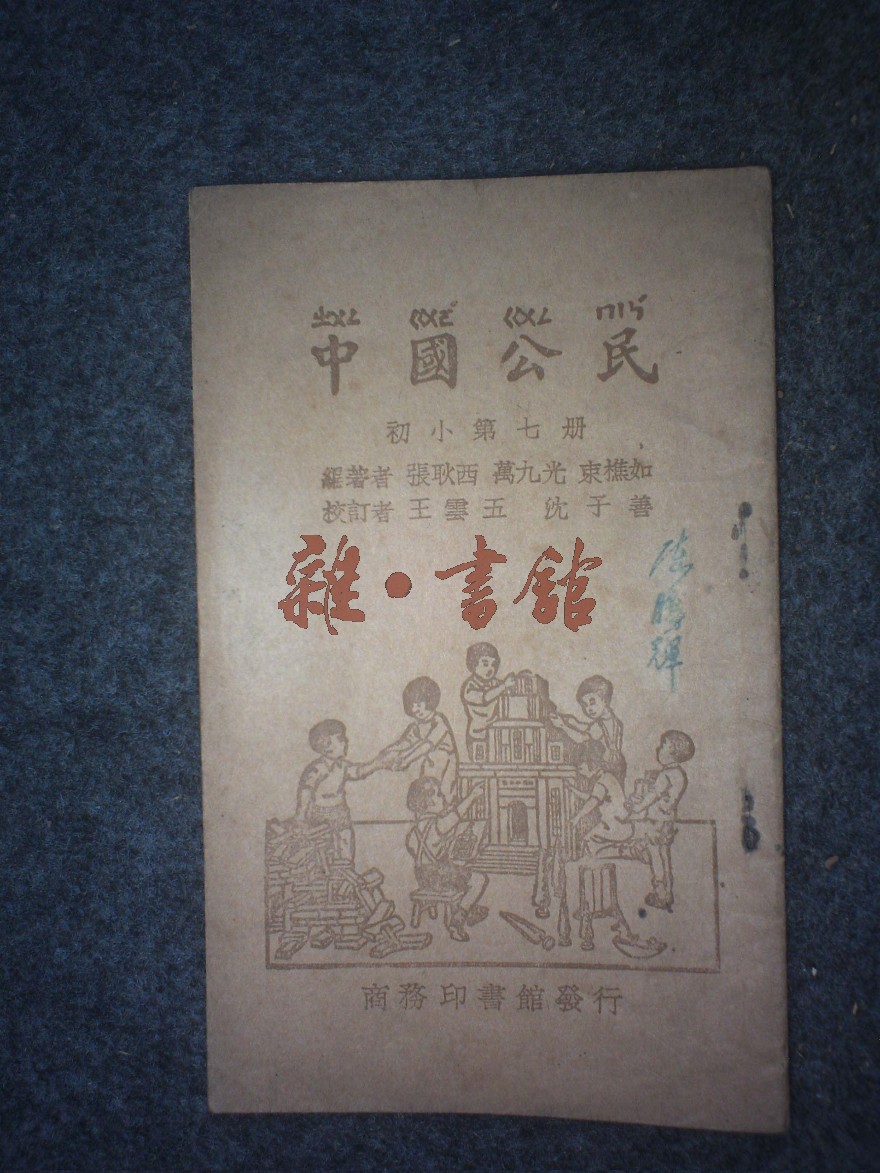 ㄓㄨㄥ ㄍㄨㄛˊ ㄍㄨㄥ ㄇㄧㄣˊ
中國公民
初小第七册
編著者 張耿西 萬九光 束樵如
校訂者 王雲五 沈子善
雜·書館
商務印書館發行